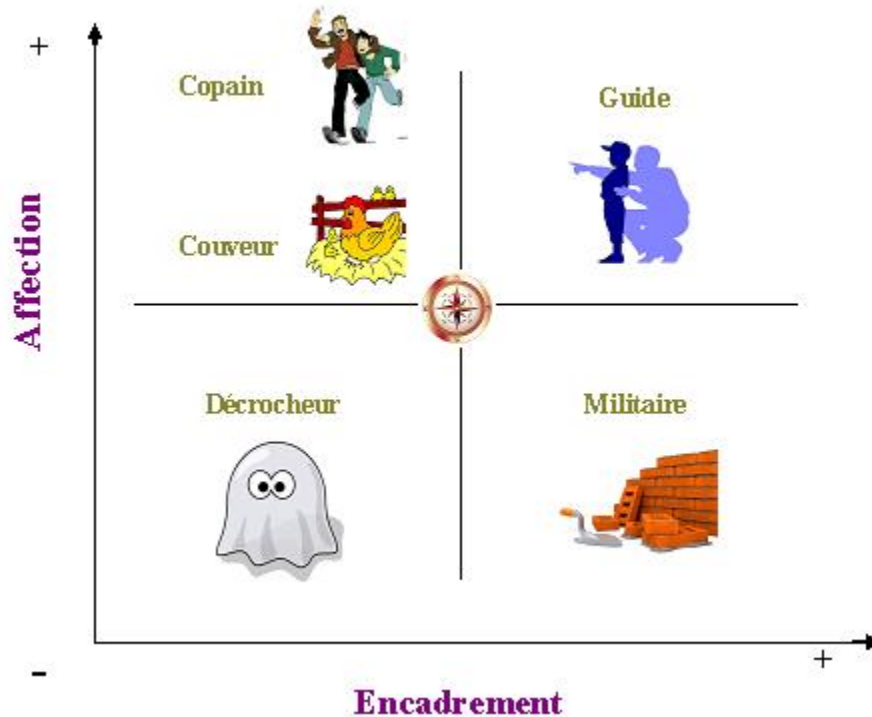 +
Copain
Guide
Couveur
Affection
Décrocheur
Militaire
-
+
Encadrement